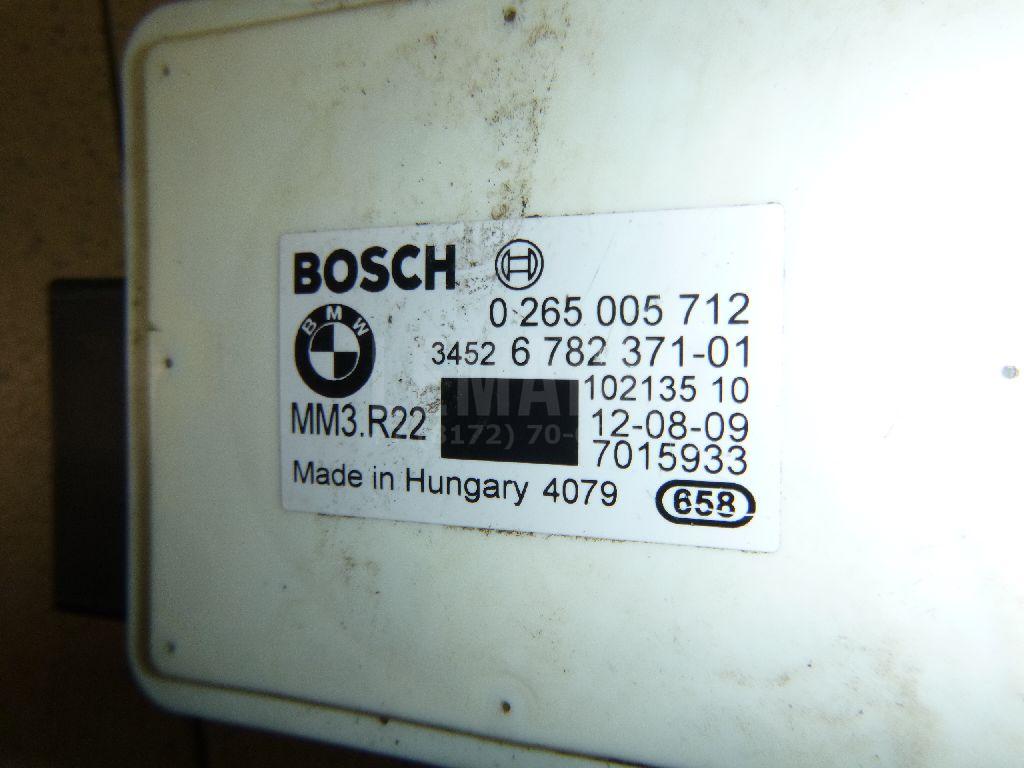 BOSCH
0 265 005 712
BMW
3452 6 782 371-01
102135 10
MM3.R22
12-08-09
7015933
Made in Hungary 4079
658